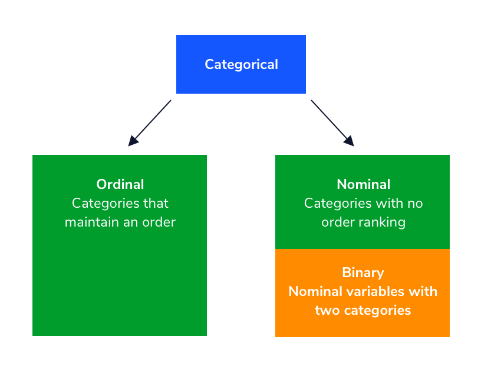 Categorical
Ordinal
Categories that
maintain an order
Nominal
Categories with no
order ranking
Binary
Nominal variables with
two categories